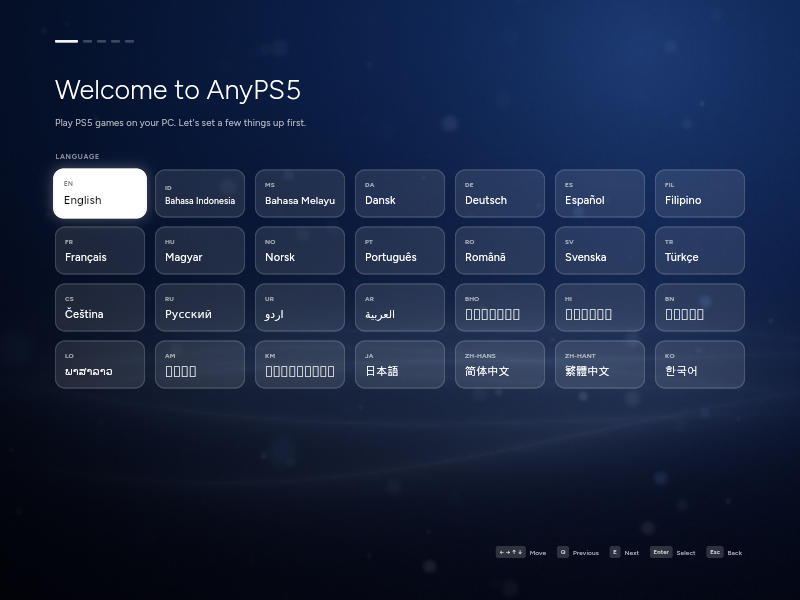 Welcome to AnyPS5
Play PS5 games on your PC. Let's set a few things up first.
LANGUAGE
EN
English
ID
Bahasa Indonesia
MS
Bahasa Melayu
DA
Dansk
DE
Deutsch
ES
Español
FIL
Filipino
FR
Français
HU
Magyar
NO
Norsk
PT
Português
RO
Română
SV
Svenska
TR
Türkçe
CS
Čeština
RU
Русский
UR
اردو
AR
العربية
BHO
HI
BN
LO
ພາສາລາວ
AM
KM
JA
日本語
ZH-HANS
简体中文
ZH-HANT
繁體中文
KO
한국어
←→↑↓ Move Q Previous E Next Enter Select Esc Back